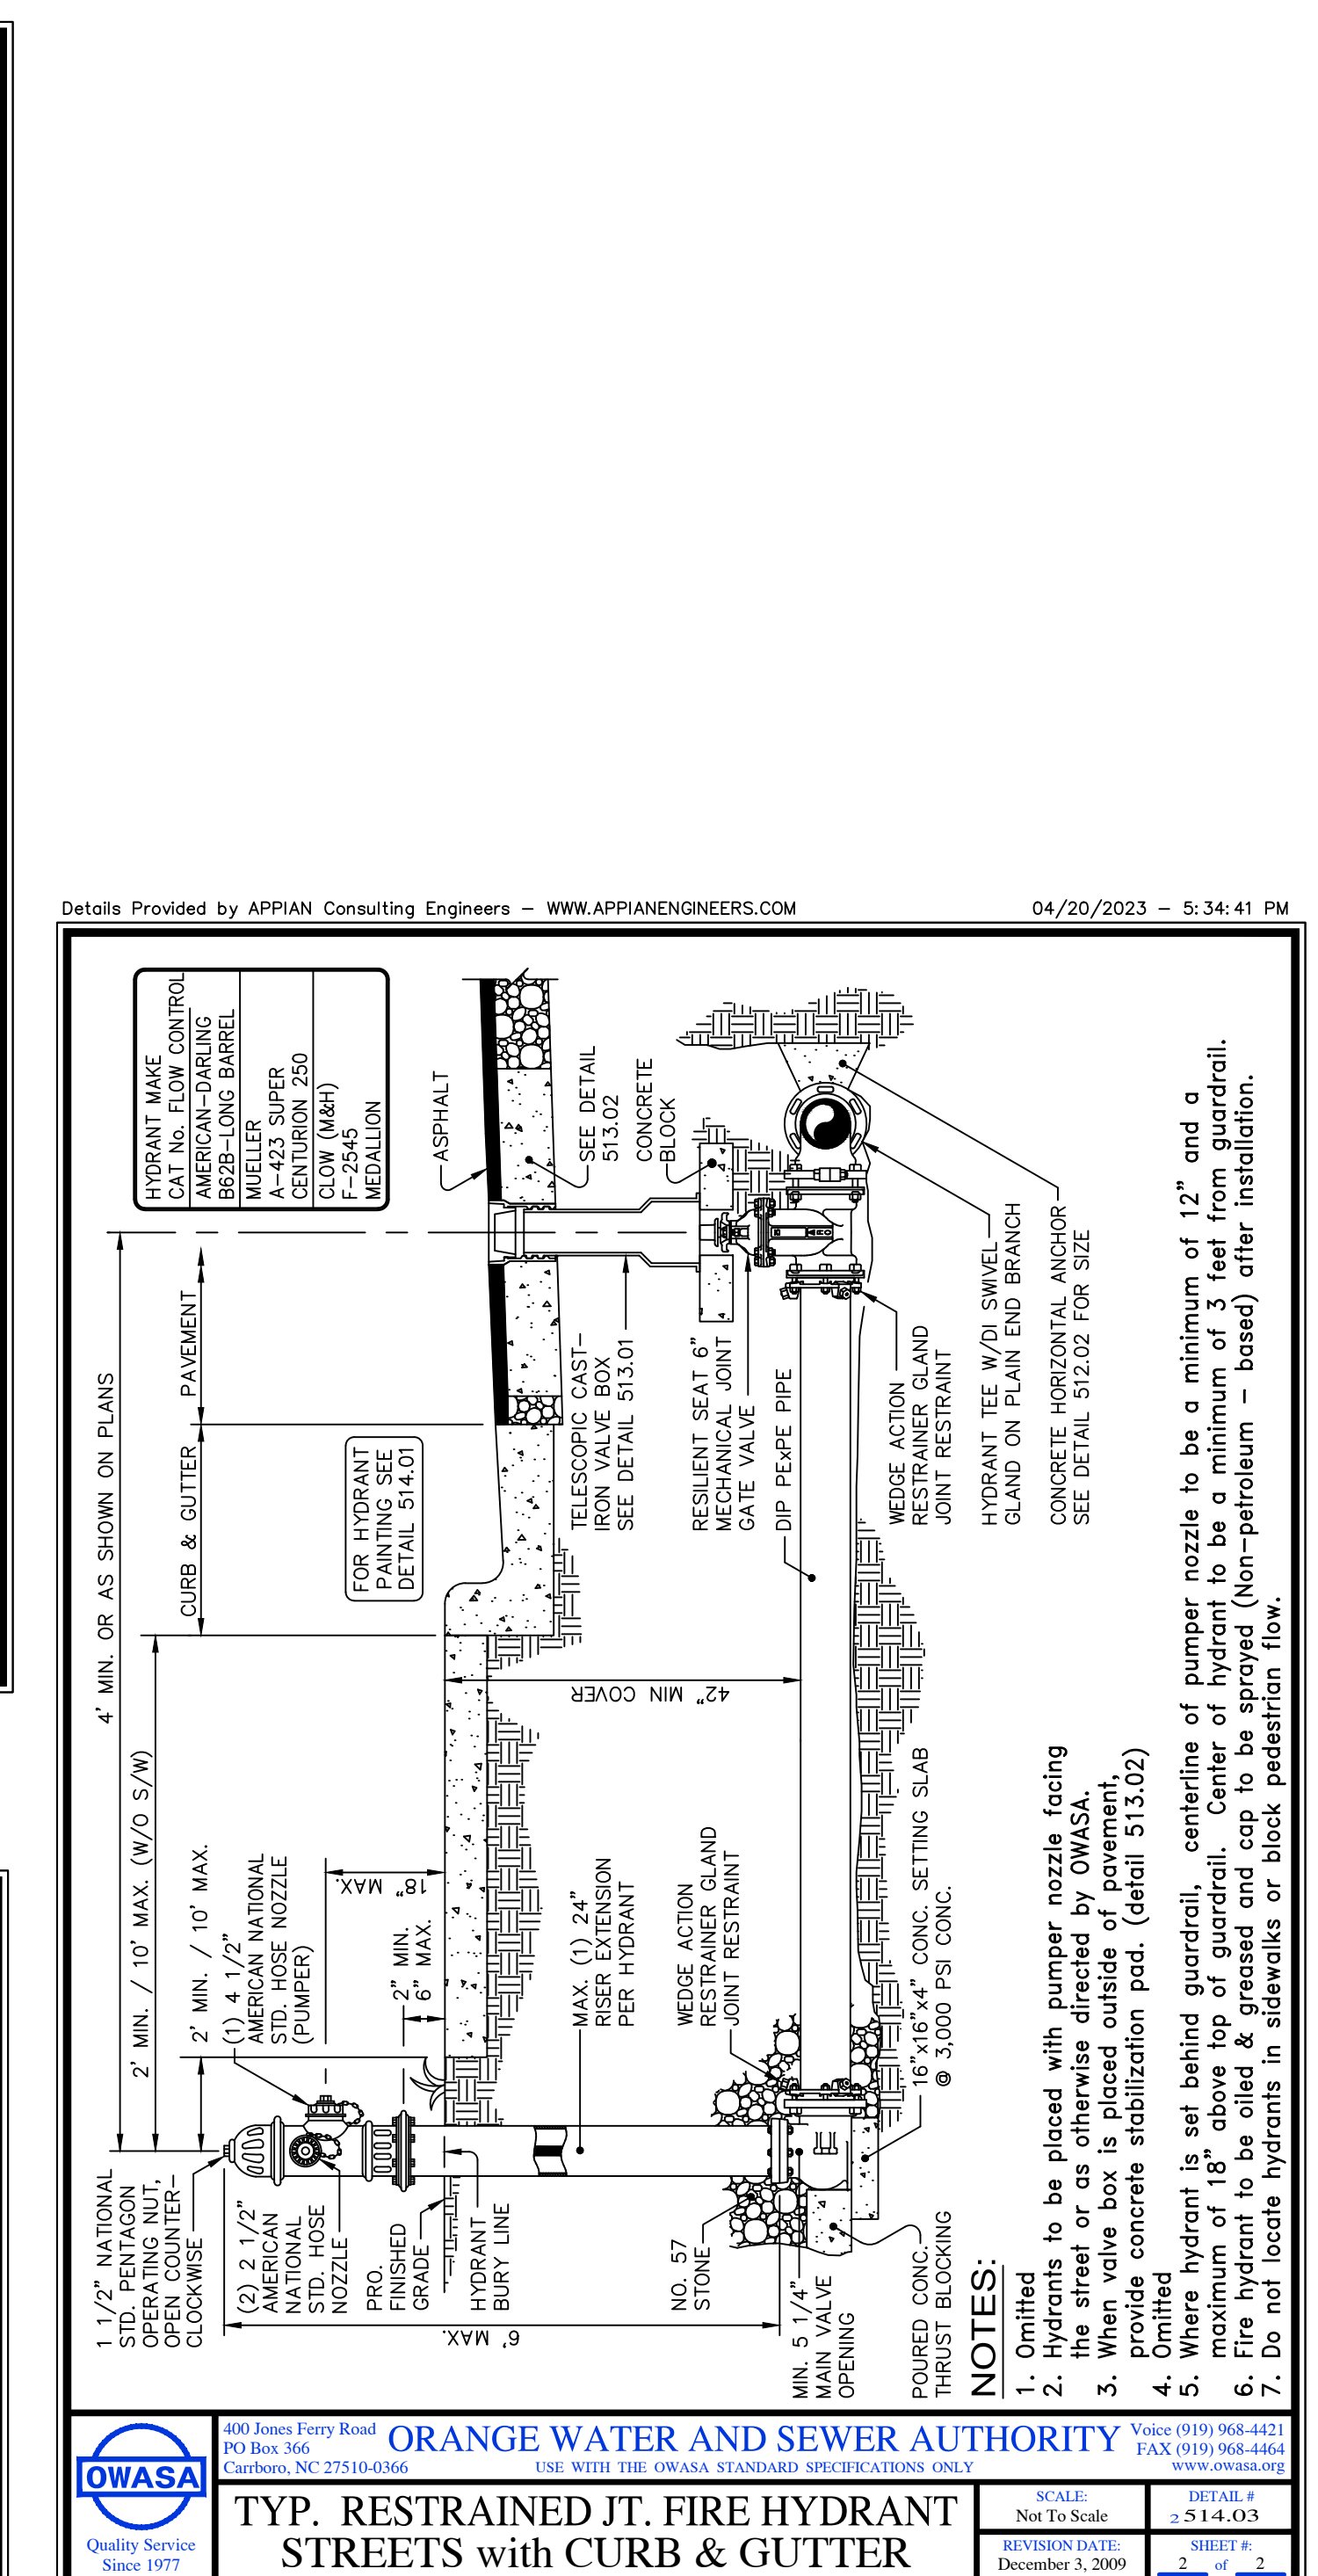 Details Provided by APPIAN Consulting Engineers – WWW.APPIANENGINEERS.COM
04/20/2023 – 5:34:41 PM
HYDRANT MAKE
CAT No. FLOW CONTROL
AMERICAN–DARLING
B62B–LONG BARREL
MUELLER
A–423 SUPER
CENTURION 250
CLOW (M&H)
F–2545
MEDALLION
4' MIN. OR AS SHOWN ON PLANS
2' MIN. / 10' MAX. (W/O S/W)
CURB & GUTTER
PAVEMENT
2' MIN. / 10' MAX.
1 1/2" NATIONAL
STD. PENTAGON
OPERATING NUT,
OPEN COUNTER–
CLOCKWISE
(1) 4 1/2"
AMERICAN NATIONAL
STD. HOSE NOZZLE
(PUMPER)
(2) 2 1/2"
AMERICAN
NATIONAL
STD. HOSE
NOZZLE
18" MAX.
2" MIN.
6" MAX.
FOR HYDRANT
PAINTING SEE
DETAIL 514.01
ASPHALT
PRO.
FINISHED
GRADE
HYDRANT
BURY LINE
6' MAX.
MAX. (1) 24"
RISER EXTENSION
PER HYDRANT
42" MIN COVER
TELESCOPIC CAST–
IRON VALVE BOX
SEE DETAIL 513.01
SEE DETAIL
513.02
CONCRETE
BLOCK
NO. 57
STONE
WEDGE ACTION
RESTRAINER GLAND
JOINT RESTRAINT
RESILIENT SEAT 6"
MECHANICAL JOINT
GATE VALVE
DIP PExPE PIPE
MIN. 5 1/4"
MAIN VALVE
OPENING
WEDGE ACTION
RESTRAINER GLAND
JOINT RESTRAINT
POURED CONC.
THRUST BLOCKING
16"x16"x4" CONC. SETTING SLAB
@ 3,000 PSI CONC.
HYDRANT TEE W/DI SWIVEL
GLAND ON PLAIN END BRANCH
CONCRETE HORIZONTAL ANCHOR
SEE DETAIL 512.02 FOR SIZE
NOTES:
1. Omitted
2. Hydrants to be placed with pumper nozzle facing
the street or as otherwise directed by OWASA.
3. When valve box is placed outside of pavement,
provide concrete stabilization pad. (detail 513.02)
4. Omitted
5. Where hydrant is set behind guardrail, centerline of pumper nozzle to be a minimum of 12" and a
maximum of 18" above top of guardrail. Center of hydrant to be a minimum of 3 feet from guardrail.
6. Fire hydrant to be oiled & greased and cap to be sprayed (Non–petroleum – based) after installation.
7. Do not locate hydrants in sidewalks or block pedestrian flow.
OWASA
Quality Service
Since 1977
400 Jones Ferry Road
PO Box 366
Carrboro, NC 27510-0366
ORANGE WATER AND SEWER AUTHORITY
USE WITH THE OWASA STANDARD SPECIFICATIONS ONLY
Voice (919) 968-4421
FAX (919) 968-4464
www.owasa.org
TYP. RESTRAINED JT. FIRE HYDRANT
STREETS with CURB & GUTTER
SCALE:
Not To Scale
DETAIL #
2 514.03
REVISION DATE:
December 3, 2009
SHEET #:
2 of 2